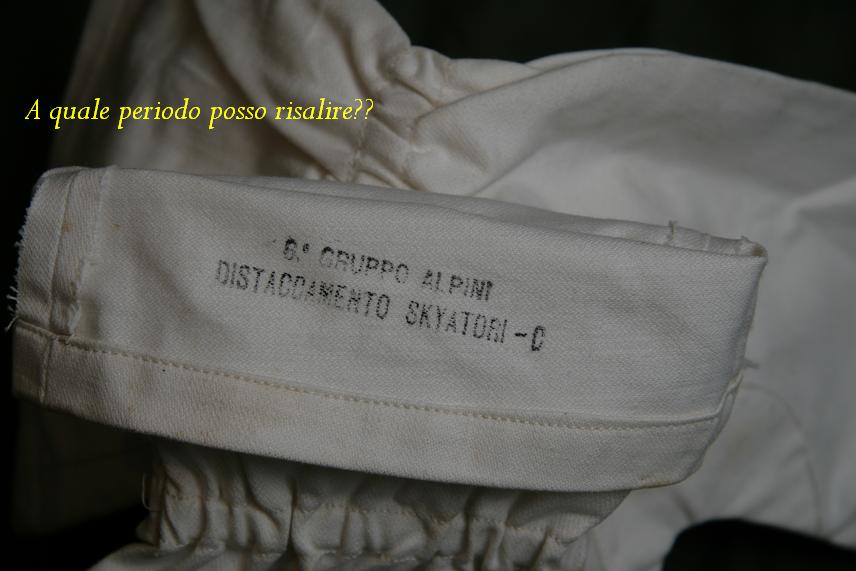 A quale periodo posso risalire??
6.° GRUPPO ALPINI
DISTACCAMENTO SKYATORI - C